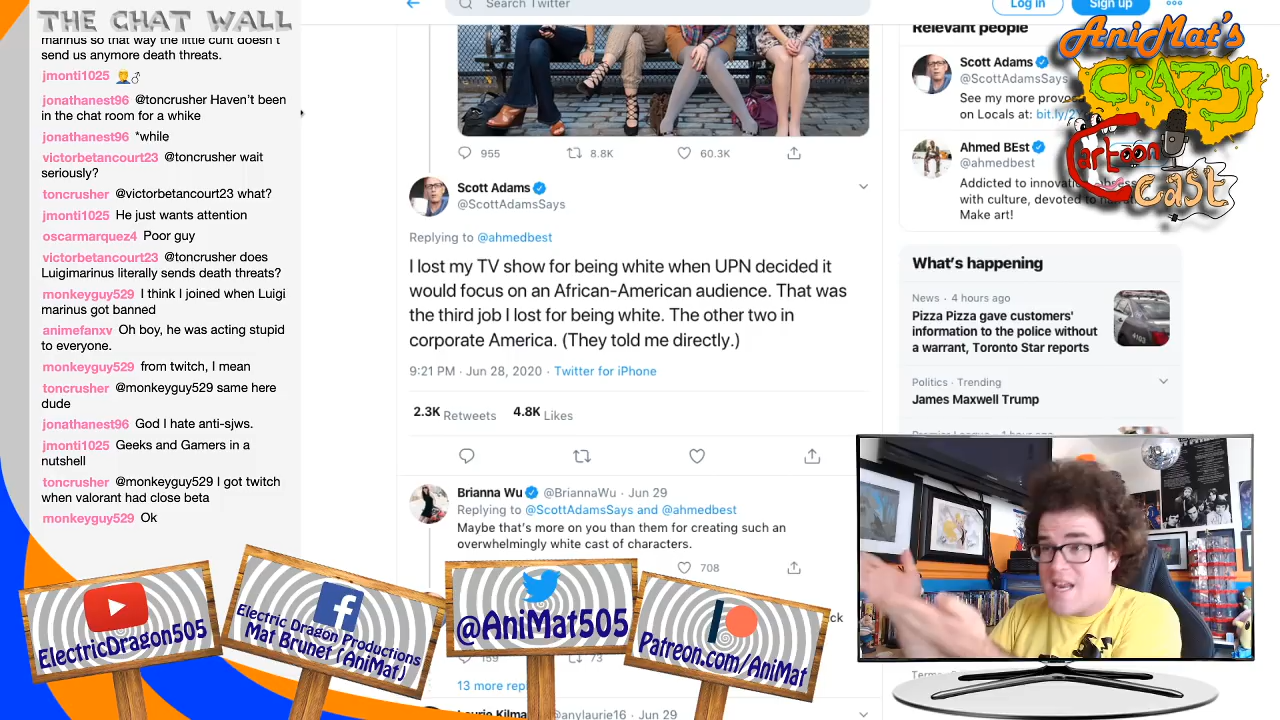 THE CHAT WALL
marinus so that way the little cunt doesn't
send us anymore death threats.
jmonti1025 🤦‍♂
jonathanest96 @toncrusher Haven't been
in the chat room for a whike
jonathanest96 *while
victorbetancourt23 @toncrusher wait
seriously?
toncrusher @victorbetancourt23 what?
jmonti1025 He just wants attention
oscarmarquez4 Poor guy
victorbetancourt23 @toncrusher does
Luigimarinus literally sends death threats?
monkeyguy529 I think I joined when Luigi
marinus got banned
animefanxv Oh boy, he was acting stupid
to everyone.
monkeyguy529 from twitch, I mean
toncrusher @monkeyguy529 same here
dude
jonathanest96 God I hate anti-sjws.
jmonti1025 Geeks and Gamers in a
nutshell
toncrusher @monkeyguy529 I got twitch
when valorant had close beta
monkeyguy529 Ok
Search Twitter
Log in
Sign up
955
8.8K
60.3K
Scott Adams
@ScottAdamsSays
Replying to @ahmedbest
I lost my TV show for being white when UPN decided it
would focus on an African-American audience. That was
the third job I lost for being white. The other two in
corporate America. (They told me directly.)
9:21 PM · Jun 28, 2020 · Twitter for iPhone
2.3K Retweets 4.8K Likes
Brianna Wu @BriannaWu · Jun 29
Replying to @ScottAdamsSays and @ahmedbest
Maybe that's more on you than them for creating such an
overwhelmingly white cast of characters.
708
ck
159
73
13 more repl
@anylaurie16 · Jun 29
Relevant people
Scott Adams
@ScottAdamsSays
See my more provoc
on Locals at: bit.ly/2
Ahmed BEst
@ahmedbest
Addicted to innovati
with culture, devoted to
Make art!
What's happening
News · 4 hours ago
Pizza Pizza gave customers'
information to the police without
a warrant, Toronto Star reports
Politics · Trending
James Maxwell Trump
Terms
AniMat's
CRAZY
Cartoon
Cast
ElectricDragon505
Electric Dragon Productions
Mat Brunet (AniMat)
@AniMat505
Patreon.com/AniMat